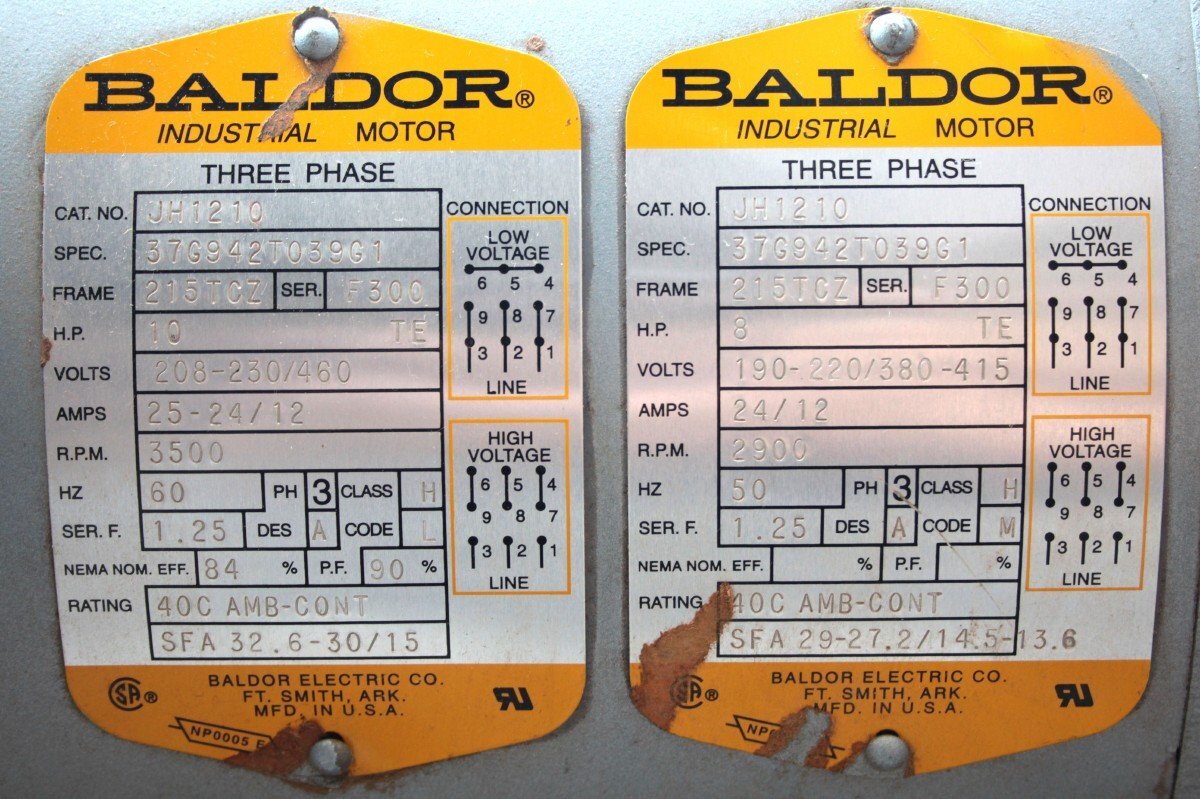 BALDOR®
INDUSTRIAL MOTOR
THREE PHASE
CAT. NO. JH1210
SPEC. 37G942T039G1
FRAME 215TCZ SER. F300
H.P. 10 TE
VOLTS 208-230/460
AMPS 25-24/12
R.P.M. 3500
HZ 60 PH 3 CLASS H
SER. F. 1.25 DES A CODE L
NEMA NOM. EFF. 84 % P.F. 90 %
RATING 40C AMB-CONT
SFA 32.6-30/15
CONNECTION
LOW
VOLTAGE
6 5 4
9 8 7
3 2 1
LINE
HIGH
VOLTAGE
6 5 4
9 8 7
3 2 1
LINE
SA®
BALDOR ELECTRIC CO.
FT. SMITH, ARK.
MFD. IN U.S.A.
NP0005
BALDOR®
INDUSTRIAL MOTOR
THREE PHASE
CAT. NO. JH1210
SPEC. 37G942T039G1
FRAME 215TCZ SER. F300
H.P. 8 TE
VOLTS 190-220/380-415
AMPS 24/12
R.P.M. 2900
HZ 50 PH 3 CLASS H
SER. F. 1.25 DES A CODE M
NEMA NOM. EFF. % P.F. %
RATING 40C AMB-CONT
SFA 29-27.2/14.5-13.6
CONNECTION
LOW
VOLTAGE
6 5 4
9 8 7
3 2 1
LINE
HIGH
VOLTAGE
6 5 4
9 8 7
3 2 1
LINE
SA®
BALDOR ELECTRIC CO.
FT. SMITH, ARK.
MFD. IN U.S.A.